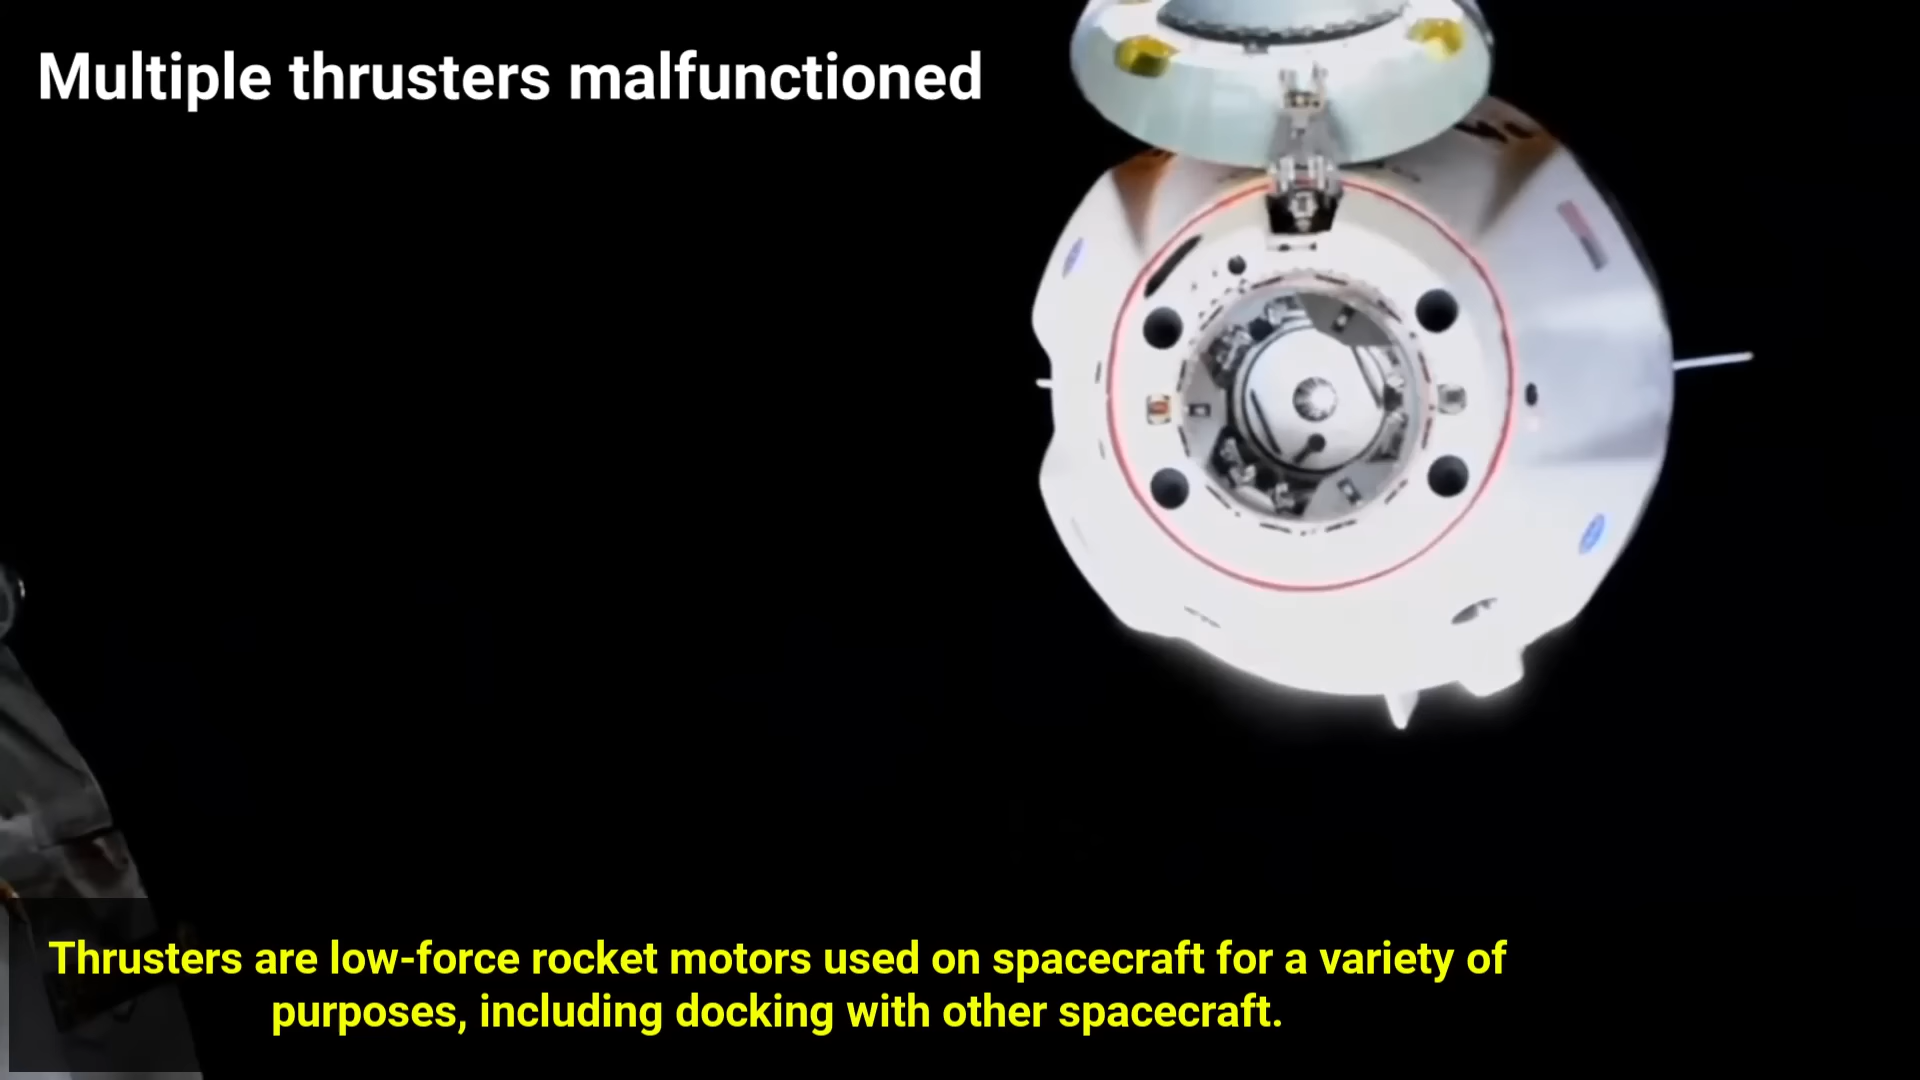 Multiple thrusters malfunctioned
Thrusters are low-force rocket motors used on spacecraft for a variety of
purposes, including docking with other spacecraft.